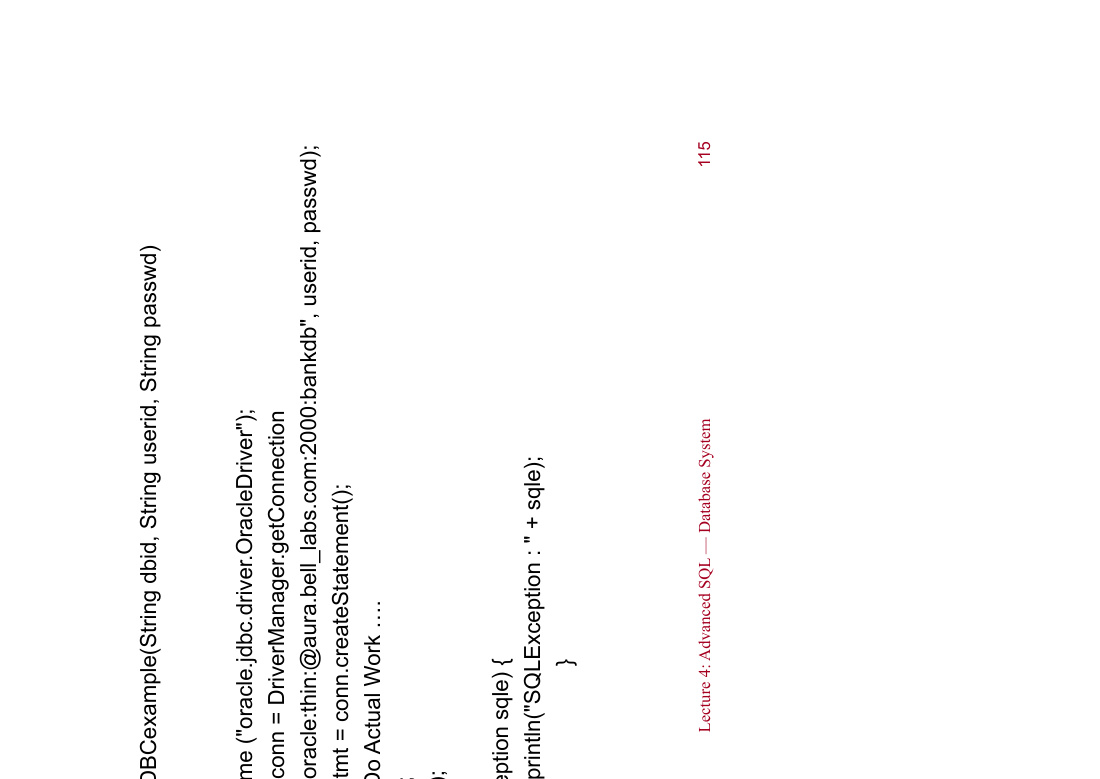 DBCexample(String dbid, String userid, String passwd)
me ("oracle.jdbc.driver.OracleDriver");
conn = DriverManager.getConnection
oracle:thin:@aura.bell_labs.com:2000:bankdb", userid, passwd);
tmt = conn.createStatement();
Do Actual Work ….
;
);
eption sqle) {
println("SQLException : " + sqle);
}
Lecture 4: Advanced SQL — Database System 115